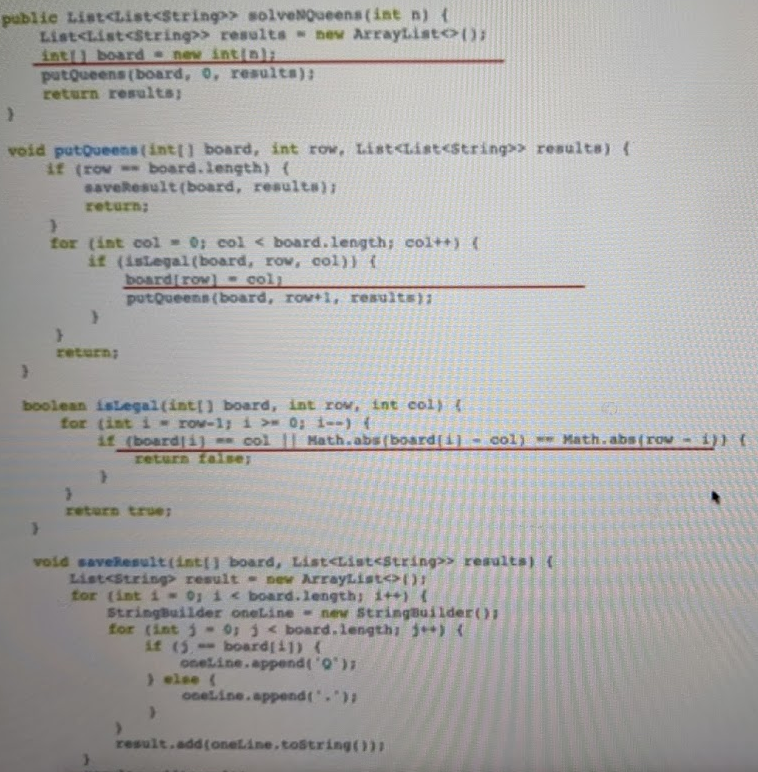 public List<List<String>> solveNQueens(int n) {
List<List<String>> results = new ArrayList<>();
int[] board = new int[n];
putQueens(board, 0, results);
return results;
}
void putQueens(int[] board, int row, List<List<String>> results) {
if (row == board.length) {
saveResult(board, results);
return;
}
for (int col = 0; col < board.length; col++) {
if (isLegal(board, row, col)) {
board[row] = col;
putQueens(board, row+1, results);
}
}
return;
}
boolean isLegal(int[] board, int row, int col) {
for (int i = row-1; i >= 0; i--) {
if (board[i] == col || Math.abs(board[i] - col) == Math.abs(row - i)) {
return false;
}
}
return true;
}
void saveResult(int[] board, List<List<String>> results) {
List<String> result = new ArrayList<>();
for (int i = 0; i < board.length; i++) {
StringBuilder oneLine = new StringBuilder();
for (int j = 0; j < board.length; j++) {
if (j == board[i]) {
oneLine.append('Q');
} else {
oneLine.append('.');
}
}
result.add(oneLine.toString());
}